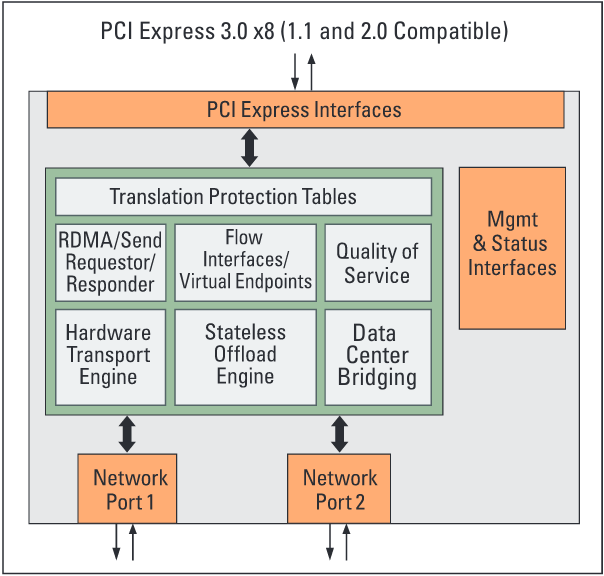 PCI Express 3.0 x8 (1.1 and 2.0 Compatible)
PCI Express Interfaces
Translation Protection Tables
RDMA/Send
Requestor/
Responder
Flow
Interfaces/
Virtual Endpoints
Quality of
Service
Mgmt
& Status
Interfaces
Hardware
Transport
Engine
Stateless
Offload
Engine
Data
Center
Bridging
Network
Port 1
Network
Port 2